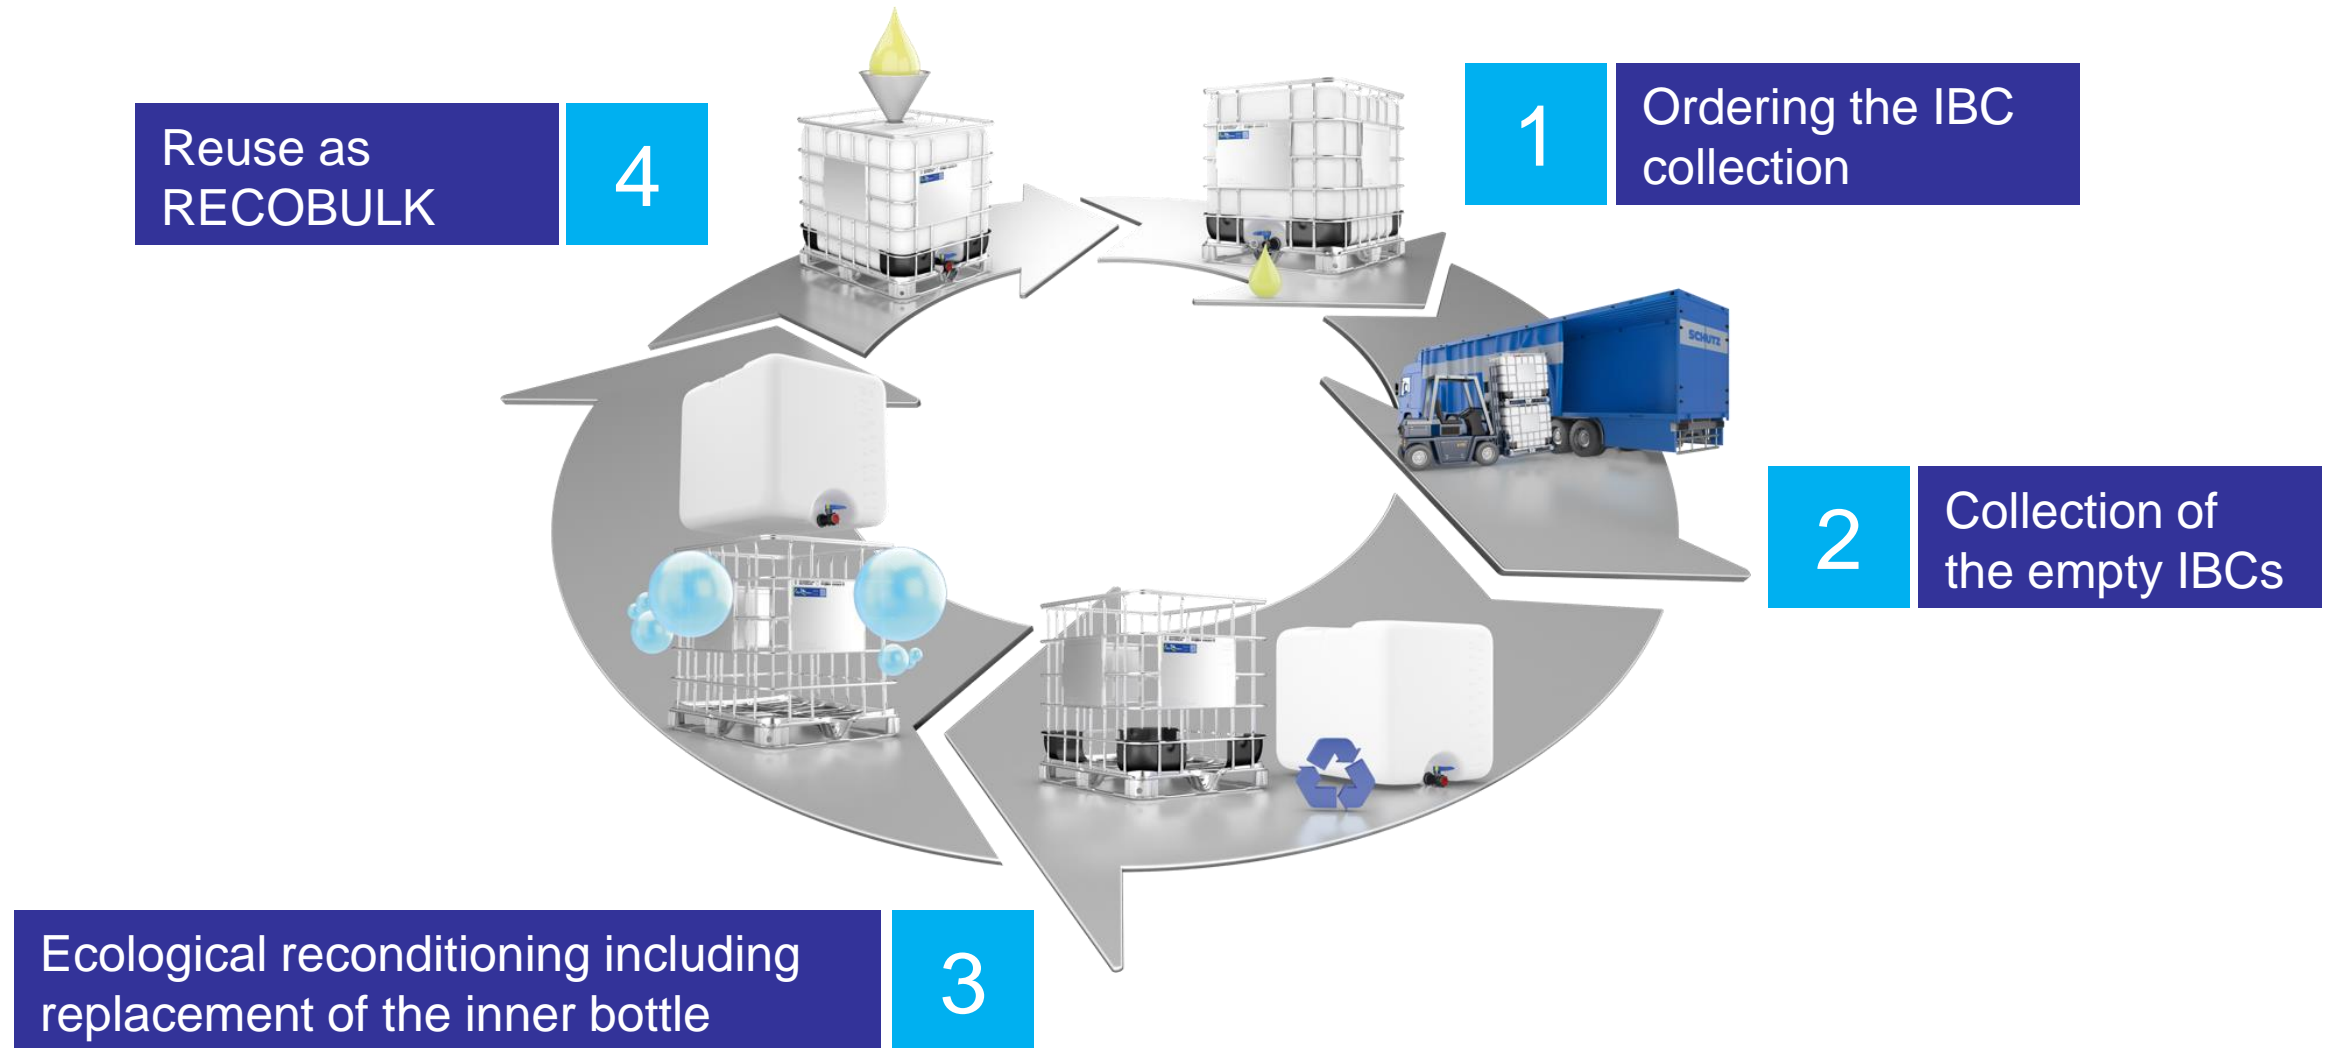 Reuse as
RECOBULK
4
1
Ordering the IBC
collection
SCHÜTZ
2
Collection of
the empty IBCs
Ecological reconditioning including
replacement of the inner bottle
3